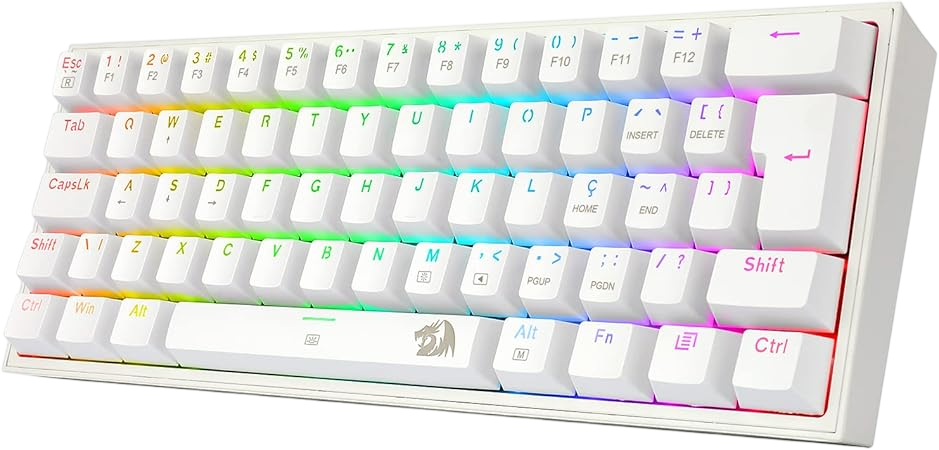 Esc 1 ! 2 @ 3 # 4 $ 5 % 6 ¨ 7 & 8 * 9 ( 0 ) - _ = +
~ R F1 F2 F3 F4 F5 F6 F7 F8 F9 F10 F11 F12
Tab Q W E R T Y U I O P ´ ` [ {
INSERT DELETE
CapsLk A S D F G H J K L Ç ~ ^ ] }
HOME END
Shift \ | Z X C V B N M , < . > ; : / ? Shift
PGUP PGDN
Ctrl Win Alt Alt Fn Ctrl
M